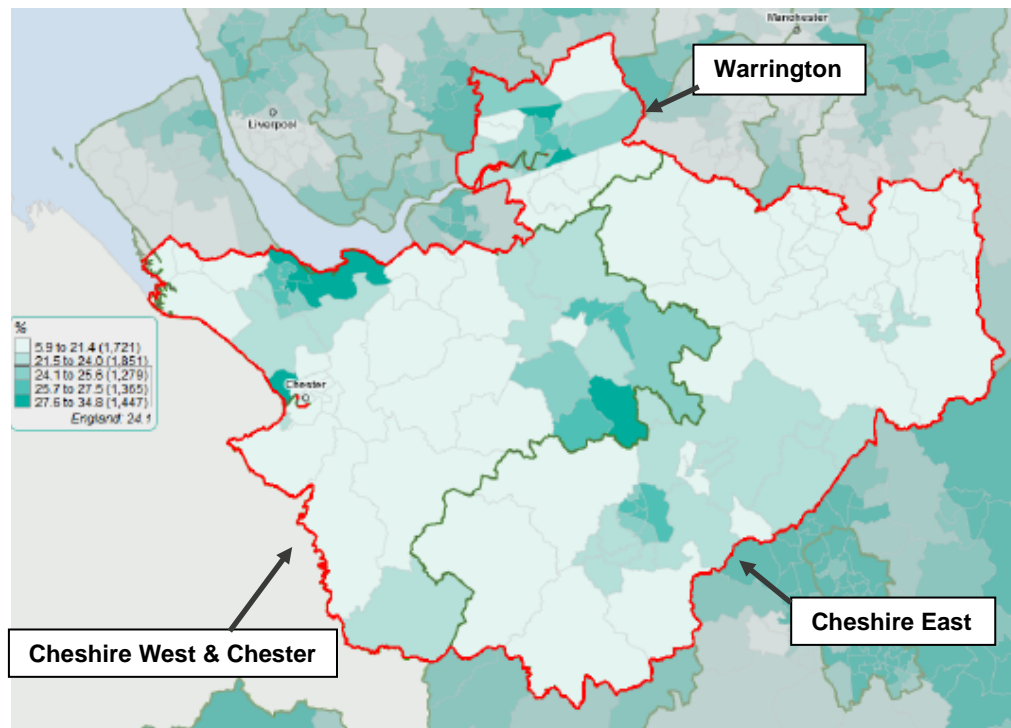 Manchester
Warrington
Liverpool
%
5.9 to 21.4 (1,721)
21.5 to 24.0 (1,851)
24.1 to 25.6 (1,279)
25.7 to 27.5 (1,365)
27.6 to 34.8 (1,447)
England: 24.1
Chester
Cheshire East
Cheshire West & Chester